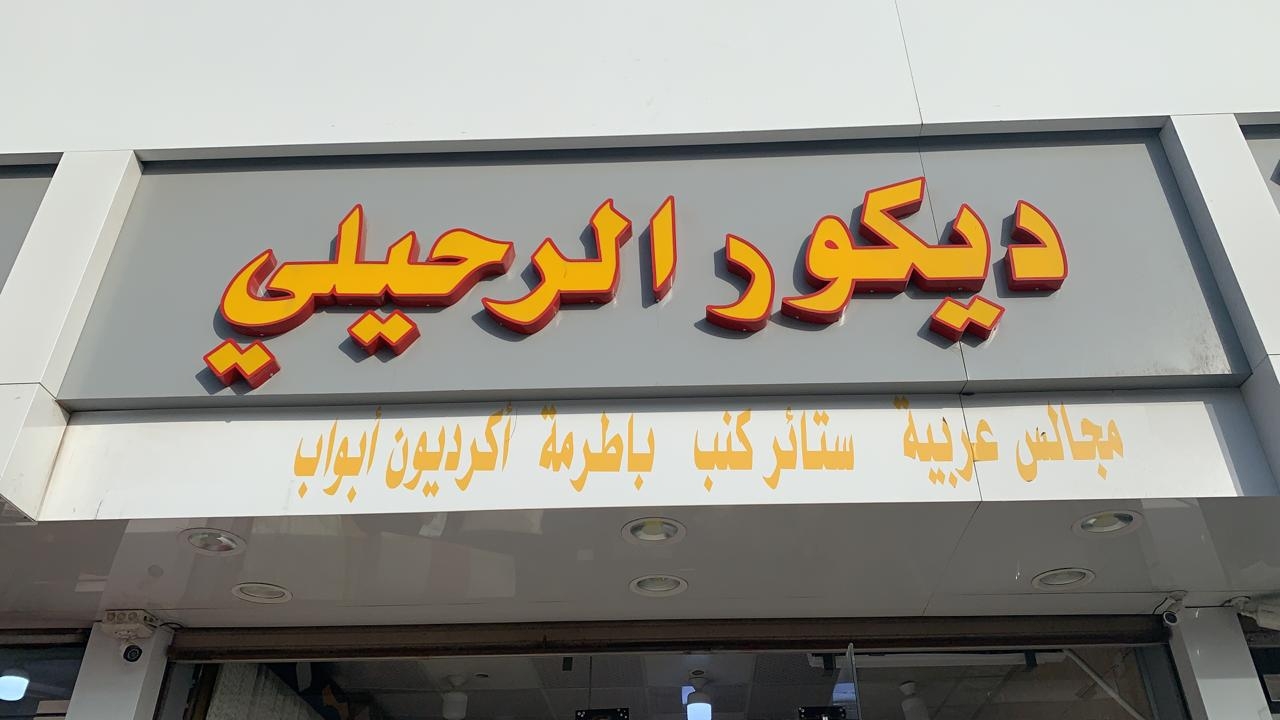 ديكور الرحيلي
مجالس عربية ستائر كنب باطرمة أكرديون أبواب